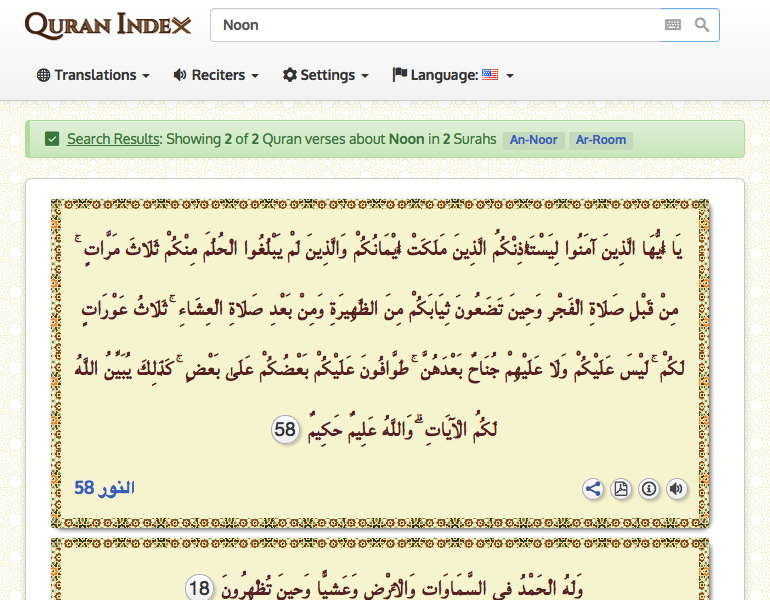 QURAN INDEX
Noon
Translations Reciters Settings Language:
Search Results: Showing 2 of 2 Quran verses about Noon in 2 Surahs An-Noor Ar-Room
يَا أَيُّهَا الَّذِينَ آمَنُوا لِيَسْتَأْذِنْكُمُ الَّذِينَ مَلَكَتْ أَيْمَانُكُمْ وَالَّذِينَ لَمْ يَبْلُغُوا الْحُلُمَ مِنْكُمْ ثَلَاثَ مَرَّاتٍ ۚ
مِنْ قَبْلِ صَلَاةِ الْفَجْرِ وَحِينَ تَضَعُونَ ثِيَابَكُمْ مِنَ الظَّهِيرَةِ وَمِنْ بَعْدِ صَلَاةِ الْعِشَاءِ ۚ ثَلَاثُ عَوْرَاتٍ
لَكُمْ ۚ لَيْسَ عَلَيْكُمْ وَلَا عَلَيْهِمْ جُنَاحٌ بَعْدَهُنَّ ۚ طَوَّافُونَ عَلَيْكُمْ بَعْضُكُمْ عَلَىٰ بَعْضٍ ۚ كَذَٰلِكَ يُبَيِّنُ اللَّهُ
لَكُمُ الْآيَاتِ ۗ وَاللَّهُ عَلِيمٌ حَكِيمٌ 58
النور 58
وَلَهُ الْحَمْدُ فِي السَّمَاوَاتِ وَالْأَرْضِ وَعَشِيًّا وَحِينَ تُظْهِرُونَ 18